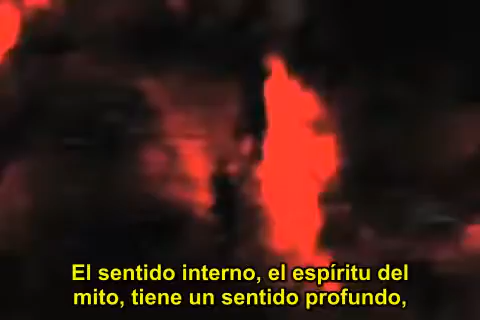 El sentido interno, el espíritu del
mito, tiene un sentido profundo,